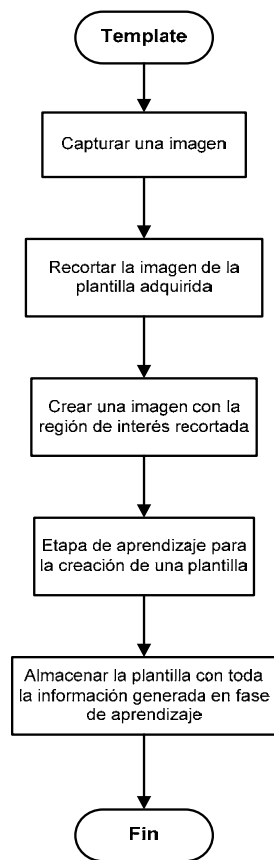 Template
Capturar una imagen
Recortar la imagen de la
plantilla adquirida
Crear una imagen con la
región de interés recortada
Etapa de aprendizaje para
la creación de una plantilla
Almacenar la plantilla con toda
la información generada en fase
de aprendizaje
Fin